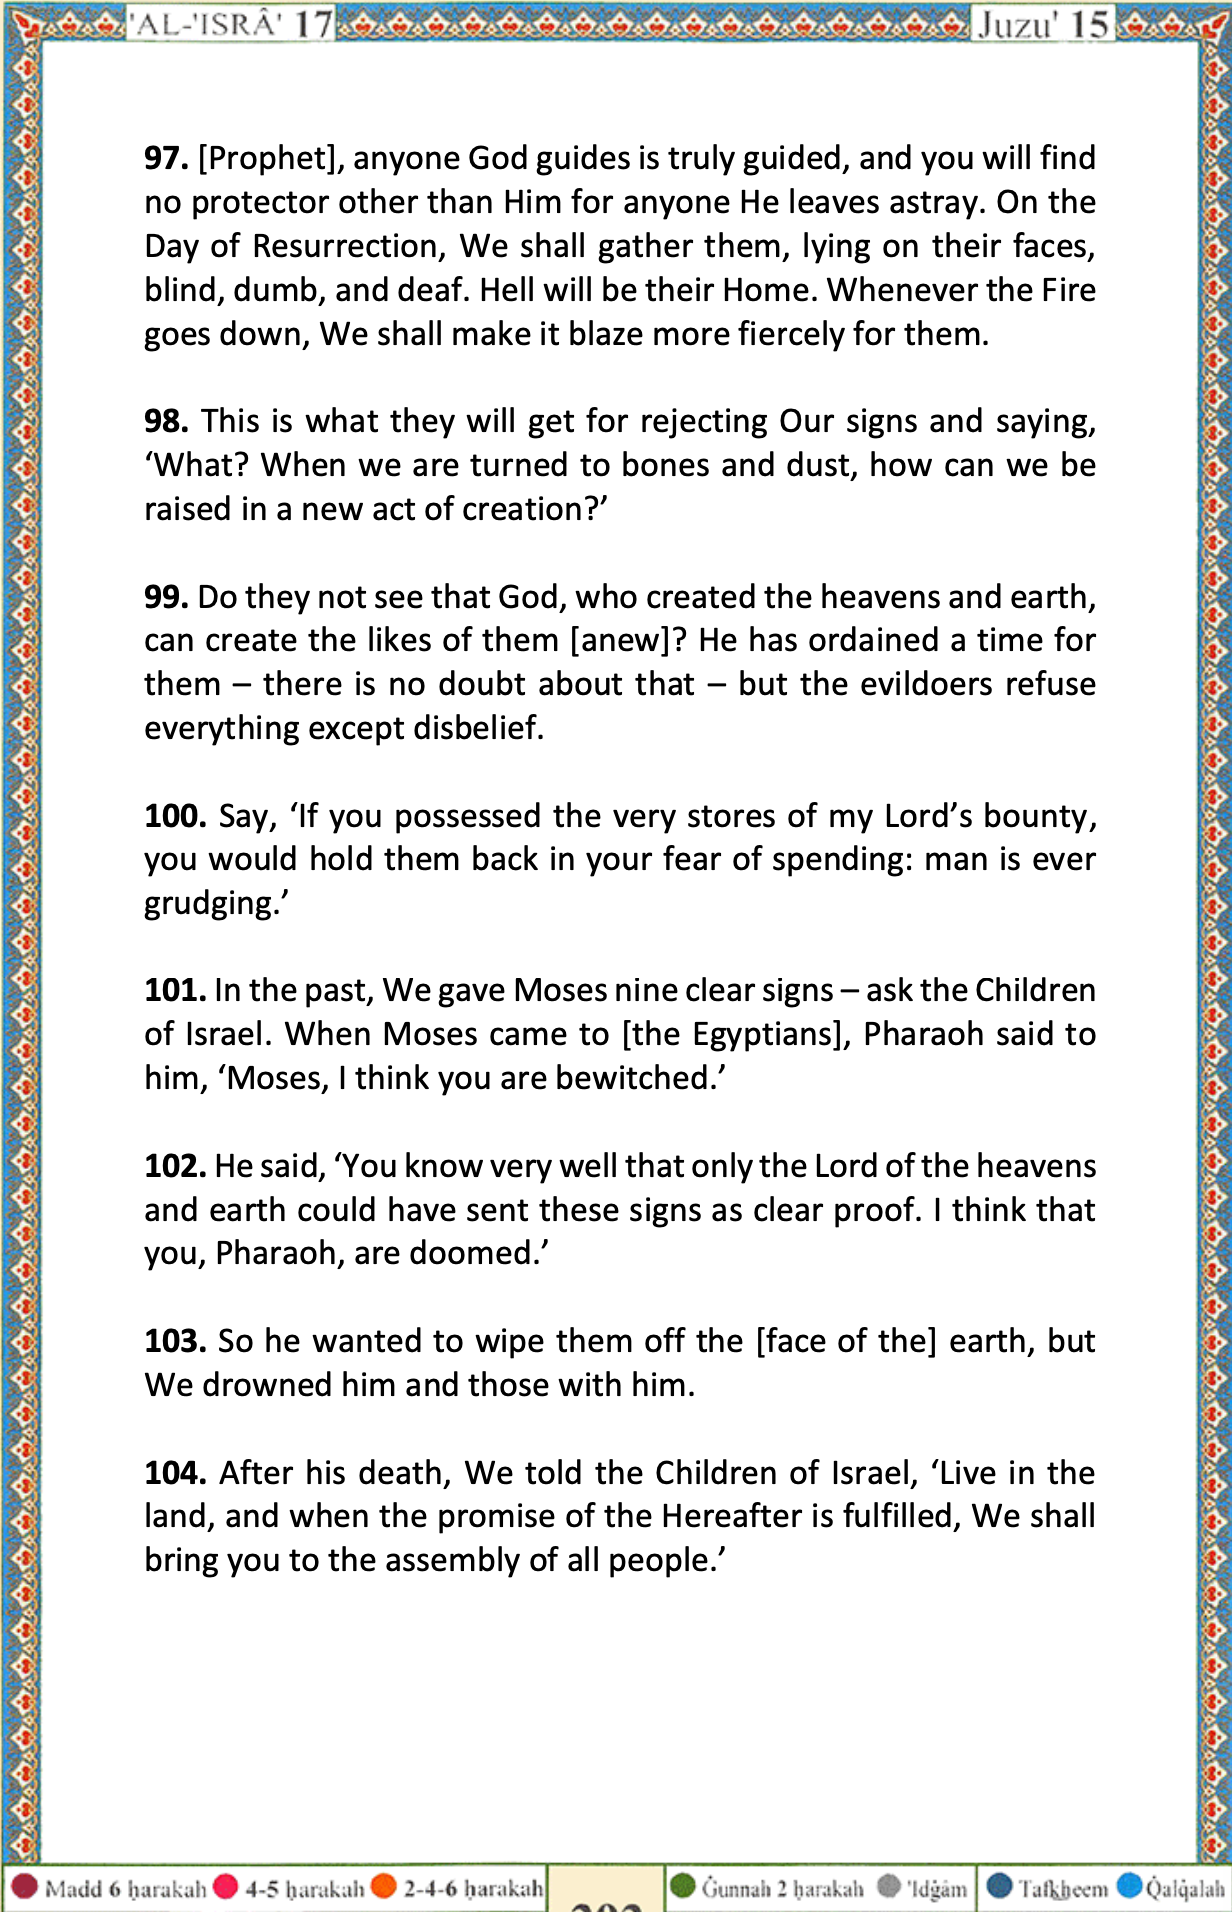 'AL-'ISRÂ' 17
Juzu' 15
97. [Prophet], anyone God guides is truly guided, and you will find
no protector other than Him for anyone He leaves astray. On the
Day of Resurrection, We shall gather them, lying on their faces,
blind, dumb, and deaf. Hell will be their Home. Whenever the Fire
goes down, We shall make it blaze more fiercely for them.
98. This is what they will get for rejecting Our signs and saying,
‘What? When we are turned to bones and dust, how can we be
raised in a new act of creation?’
99. Do they not see that God, who created the heavens and earth,
can create the likes of them [anew]? He has ordained a time for
them – there is no doubt about that – but the evildoers refuse
everything except disbelief.
100. Say, ‘If you possessed the very stores of my Lord’s bounty,
you would hold them back in your fear of spending: man is ever
grudging.’
101. In the past, We gave Moses nine clear signs – ask the Children
of Israel. When Moses came to [the Egyptians], Pharaoh said to
him, ‘Moses, I think you are bewitched.’
102. He said, ‘You know very well that only the Lord of the heavens
and earth could have sent these signs as clear proof. I think that
you, Pharaoh, are doomed.’
103. So he wanted to wipe them off the [face of the] earth, but
We drowned him and those with him.
104. After his death, We told the Children of Israel, ‘Live in the
land, and when the promise of the Hereafter is fulfilled, We shall
bring you to the assembly of all people.’
Madd 6 ḥarakah 4-5 ḥarakah 2-4-6 ḥarakah
Ġunnah 2 ḥarakah 'Idġâm Tafkheem Q̇alq̇alah